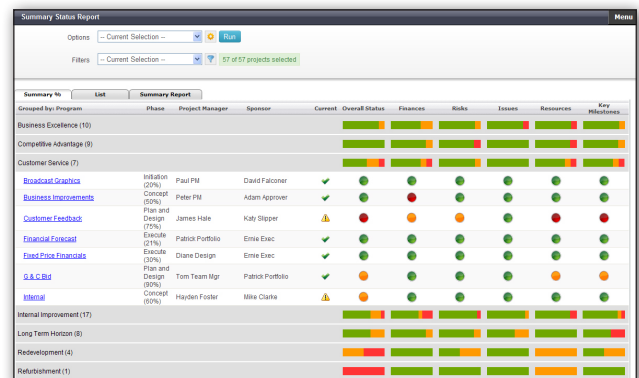 Summary Status Report Menu
Options -- Current Selection -- Run
Filters -- Current Selection -- ? 57 of 57 projects selected
Summary % List Summary Report
Grouped by: Program Phase Project Manager Sponsor Current Overall Status Finances Risks Issues Resources Key Milestones
Business Excellence (10)
Competitive Advantage (9)
Customer Service (7)
Broadcast Graphics Initiation (20%) Paul PM David Falconer
Business Improvements Concept (50%) Peter PM Adam Approver
Customer Feedback Plan and Design (75%) James Hale Katy Slipper
Financial Forecast Execute (21%) Patrick Portfolio Ernie Exec
Fixed Price Financials Execute (30%) Diane Design Ernie Exec
G & C Bid Plan and Design (90%) Tom Team Mgr Patrick Portfolio
Internal Concept (60%) Hayden Foster Mike Clarke
Internal Improvement (17)
Long Term Horizon (8)
Redevelopment (4)
Refurbishment (1)